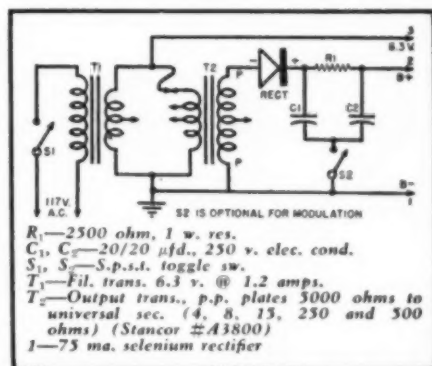 3
6.3 V.
T1
T2
P
-
+
R1
2
B+
RECT.
C1
C2
S1
S2
P
117V.
A.C.
B-
1
S2 IS OPTIONAL FOR MODULATION
R1—2500 ohm, 1 w. res.
C1, C2—20/20 µfd., 250 v. elec. cond.
S1, S2—S.p.s.t. toggle sw.
T1—Fil. trans. 6.3 v. @ 1.2 amps.
T2—Output trans., p.p. plates 5000 ohms to
universal sec. (4, 8, 15, 250 and 500
ohms) (Stancor #A3800)
1—75 ma. selenium rectifier